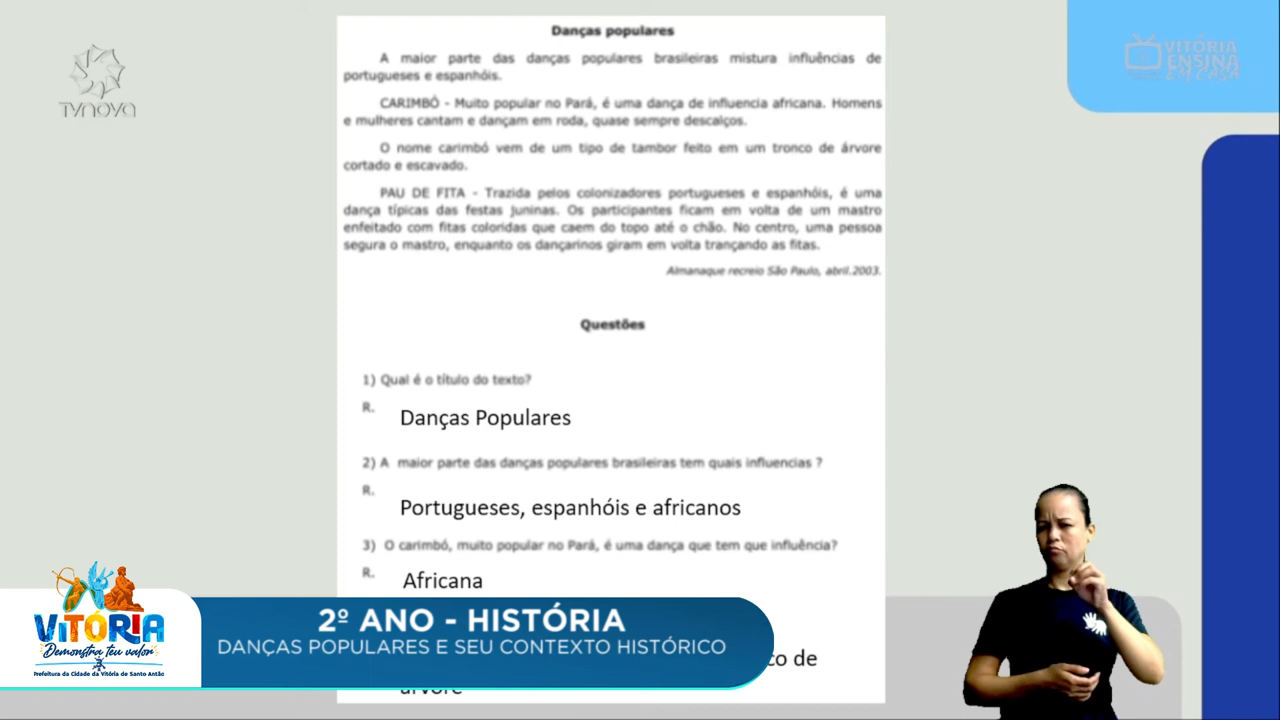 Danças populares
A maior parte das danças populares brasileiras mistura influências de
portugueses e espanhóis.
CARIMBÔ - Muito popular no Pará, é uma dança de influencia africana. Homens
e mulheres cantam e dançam em roda, quase sempre descalços.
O nome carimbó vem de um tipo de tambor feito em um tronco de árvore
cortado e escavado.
PAU DE FITA - Trazida pelos colonizadores portugueses e espanhóis, é uma
dança típicas das festas juninas. Os participantes ficam em volta de um mastro
enfeitado com fitas coloridas que caem do topo até o chão. No centro, uma pessoa
segura o mastro, enquanto os dançarinos giram em volta trançando as fitas.
Almanaque recreio São Paulo, abril.2003.
Questões
1) Qual é o título do texto?
R. Danças Populares
2) A maior parte das danças populares brasileiras tem quais influencias ?
R. Portugueses, espanhóis e africanos
3) O carimbó, muito popular no Pará, é uma dança que tem que influência?
R. Africana
co de
árvore
TVNOVA
VITÓRIA
ENSINA
EM CASA
VITÓRIA
Demonstra teu valor
Prefeitura da Cidade da Vitória de Santo Antão
2º ANO - HISTÓRIA
DANÇAS POPULARES E SEU CONTEXTO HISTÓRICO